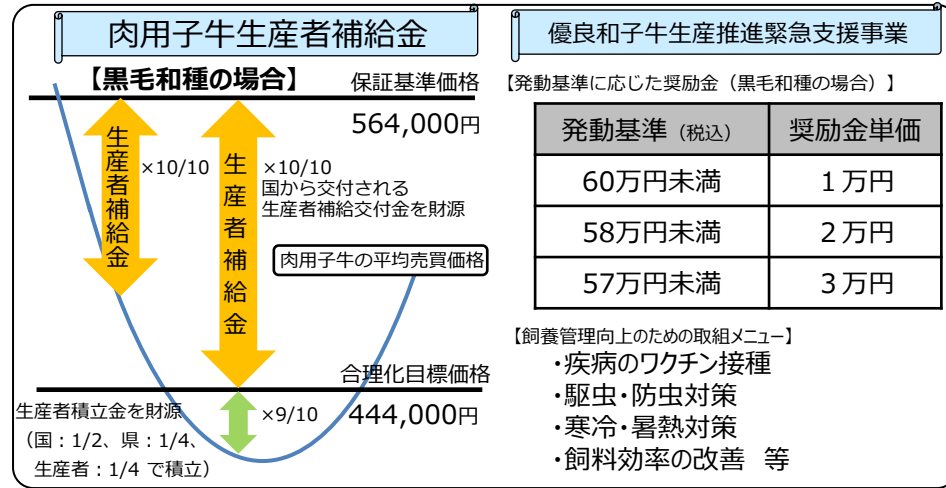 肉用子牛生産者補給金
【黒毛和種の場合】
保証基準価格
564,000円
生産者補給金
×10/10
生産者補給金
×10/10
国から交付される
生産者補給交付金を財源
肉用子牛の平均売買価格
合理化目標価格
444,000円
×9/10
生産者積立金を財源
（国：1/2、県：1/4、
生産者：1/4 で積立）
優良和子牛生産推進緊急支援事業
【発動基準に応じた奨励金（黒毛和種の場合）】
発動基準（税込） 奨励金単価
60万円未満 １万円
58万円未満 ２万円
57万円未満 ３万円
【飼養管理向上のための取組メニュー】
・疾病のワクチン接種
・駆虫・防虫対策
・寒冷・暑熱対策
・飼料効率の改善　等